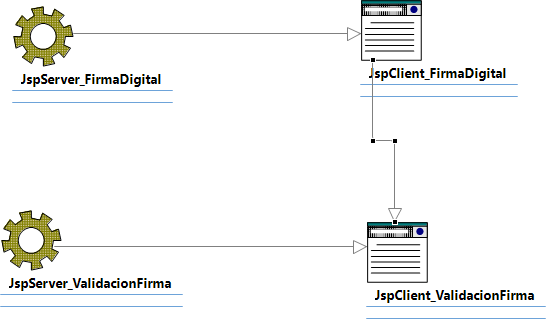 JspServer_FirmaDigital
JspClient_FirmaDigital
JspServer_ValidacionFirma
JspClient_ValidacionFirma